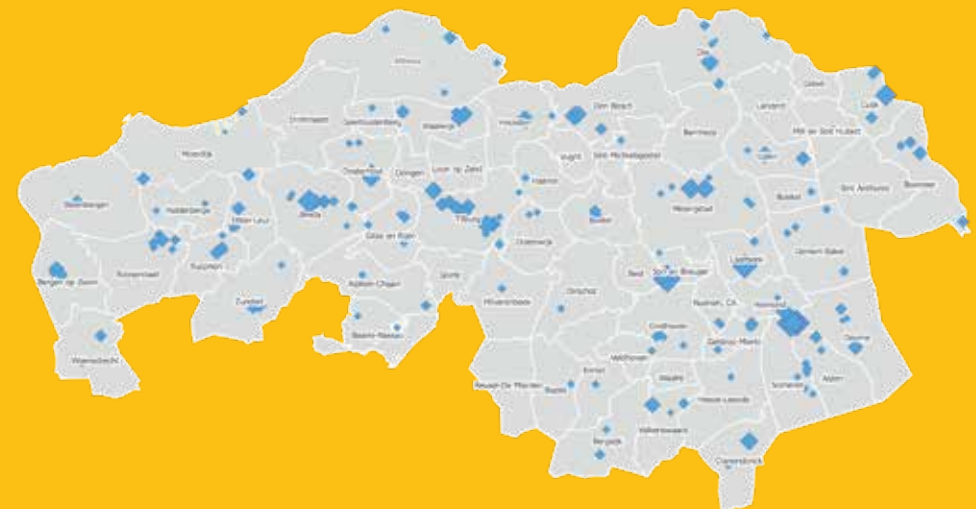 Altena
Oss
Drimmelen
Geertruidenberg
Waalwijk
Heusden
Den Bosch
Bernheze
Landerd
Grave
Cuijk
Mill en Sint Hubert
Moerdijk
Oosterhout
Dongen
Loon op Zand
Vught
Sint-Michielsgestel
Uden
Haaren
Boekel
Sint Anthonis
Boxmeer
Steenbergen
Halderberge
Etten-Leur
Breda
Tilburg
Meierijstad
Gilze en Rijen
Boxtel
Oisterwijk
Gemert-Bakel
Bergen op Zoom
Roosendaal
Rucphen
Zundert
Alphen-Chaam
Goirle
Hilvarenbeek
Oirschot
Best
Son en Breugel
Laarbeek
Nuenen, CA
Helmond
Baarle-Nassau
Woensdrecht
Eindhoven
Geldrop-Mierlo
Deurne
Veldhoven
Eersel
Waalre
Reusel-De Mierden
Bladel
Heeze-Leende
Someren
Asten
Bergeijk
Valkenswaard
Cranendonck